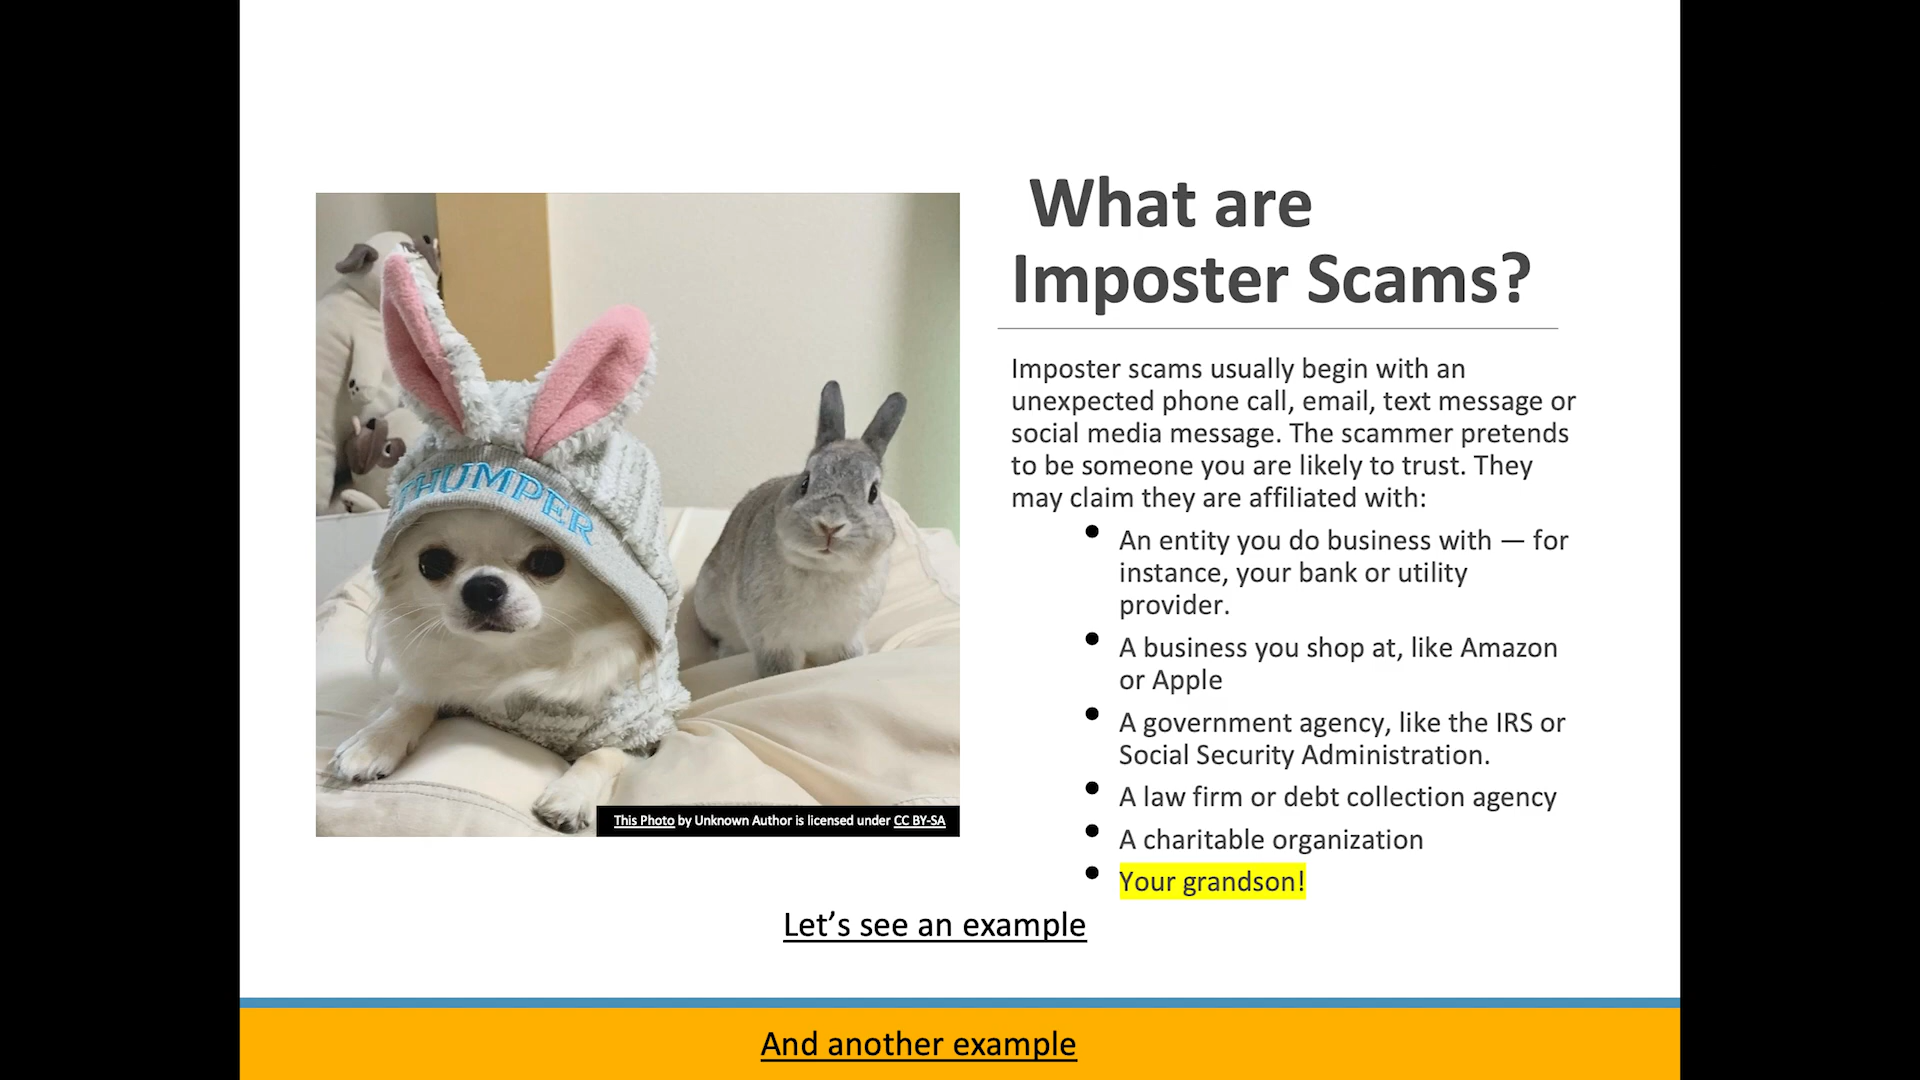 What are
Imposter Scams?
Imposter scams usually begin with an
unexpected phone call, email, text message or
social media message. The scammer pretends
to be someone you are likely to trust. They
may claim they are affiliated with:
• An entity you do business with — for
instance, your bank or utility
provider.
• A business you shop at, like Amazon
or Apple
• A government agency, like the IRS or
Social Security Administration.
• A law firm or debt collection agency
• A charitable organization
• Your grandson!
THUMPER
This Photo by Unknown Author is licensed under CC BY-SA
Let’s see an example
And another example